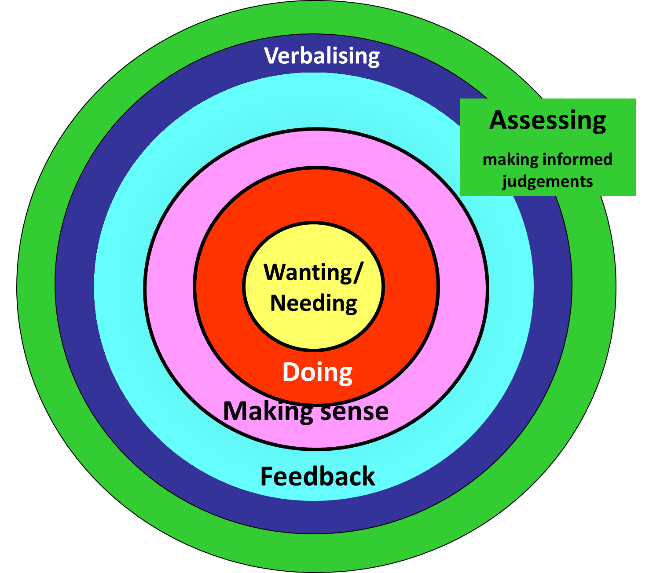 Verbalising
Assessing
making informed
judgements
Wanting/
Needing
Doing
Making sense
Feedback